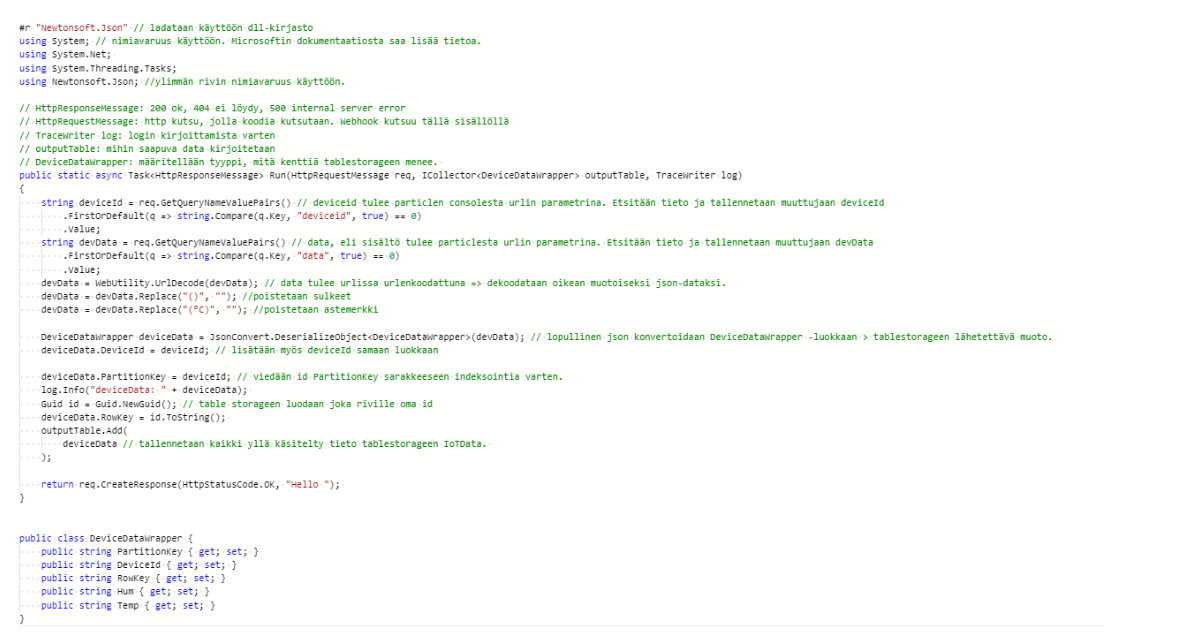 #r "Newtonsoft.Json" // ladataan käyttöön dll-kirjasto
using System; // nimiavaruus käyttöön. Microsoftin dokumentaatiosta saa lisää tietoa.
using System.Net;
using System.Threading.Tasks;
using Newtonsoft.Json; //ylimmän rivin nimiavaruus käyttöön.

// HttpResponseMessage: 200 ok, 404 ei löydy, 500 internal server error
// HttpRequestMessage: http kutsu, jolla koodia kutsutaan. Webhook kutsuu tällä sisällöllä
// TraceWriter log: login kirjoittamista varten
// outputTable: mihin saapuva data kirjoitetaan
// DeviceDataWrapper: määritellään tyyppi, mitä kenttiä tablestorageen menee.
public static async Task<HttpResponseMessage> Run(HttpRequestMessage req, ICollector<DeviceDataWrapper> outputTable, TraceWriter log)
{
    string deviceId = req.GetQueryNameValuePairs() // deviceid tulee particlen consolesta urlin parametrina. Etsitään tieto ja tallennetaan muuttujaan deviceId
        .FirstOrDefault(q => string.Compare(q.Key, "deviceid", true) == 0)
        .Value;
    string devData = req.GetQueryNameValuePairs() // data, eli sisältö tulee particlesta urlin parametrina. Etsitään tieto ja tallennetaan muuttujaan devData
        .FirstOrDefault(q => string.Compare(q.Key, "data", true) == 0)
        .Value;
    devData = WebUtility.UrlDecode(devData); // data tulee urlissa urlenkoodattuna => dekoodataan oikean muotoiseksi json-dataksi.
    devData = devData.Replace("()", ""); //poistetaan sulkeet
    devData = devData.Replace("(°C)", ""); //poistetaan astemerkki

    DeviceDataWrapper deviceData = JsonConvert.DeserializeObject<DeviceDataWrapper>(devData); // lopullinen json konvertoidaan DeviceDataWrapper -luokkaan > tablestorageen lähetettävä muoto.
    deviceData.DeviceId = deviceId; // lisätään myös deviceId samaan luokkaan

    deviceData.PartitionKey = deviceId; // viedään id PartitionKey sarakkeeseen indeksointia varten.
    log.Info("deviceData: " + deviceData);
    Guid id = Guid.NewGuid(); // table storageen luodaan joka riville oma id
    deviceData.RowKey = id.ToString();
    outputTable.Add(
        deviceData // tallennetaan kaikki yllä käsitelty tieto tablestorageen IoTData.
    );

    return req.CreateResponse(HttpStatusCode.OK, "Hello ");
}

public class DeviceDataWrapper {
    public string PartitionKey { get; set; }
    public string DeviceId { get; set; }
    public string RowKey { get; set; }
    public string Hum { get; set; }
    public string Temp { get; set; }
}